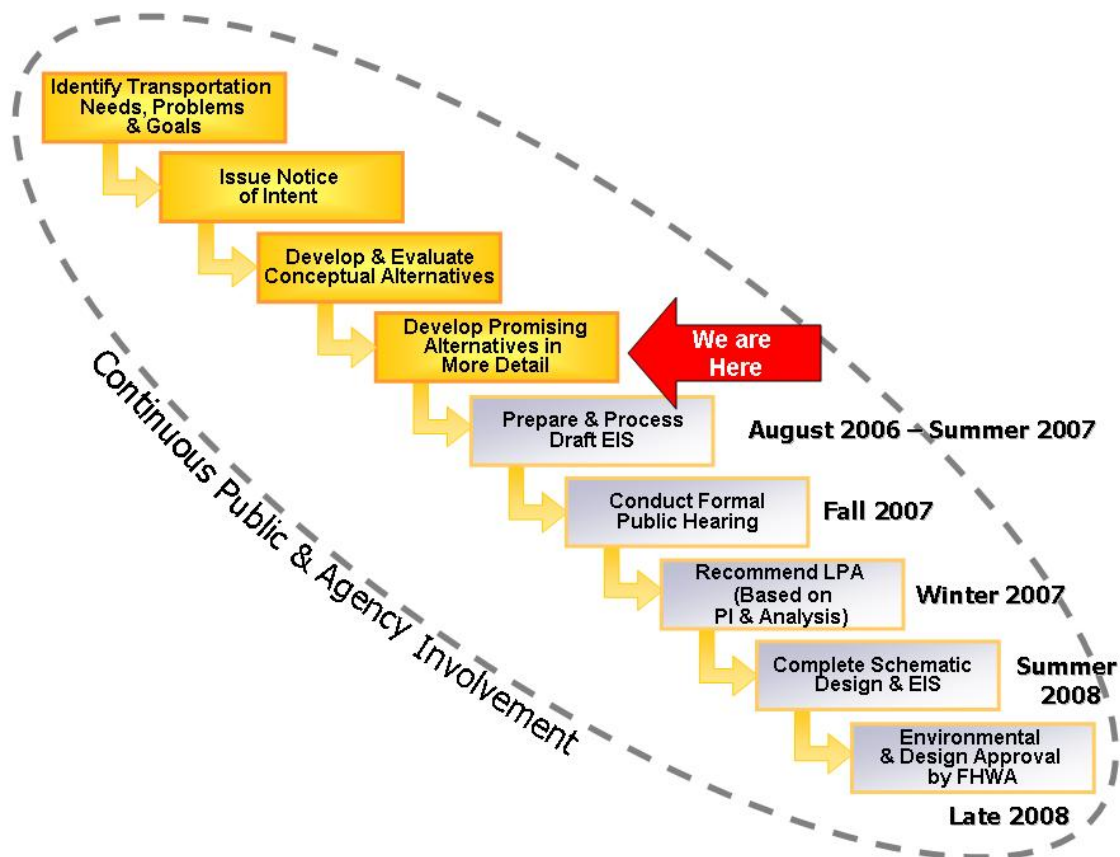 Identify Transportation
Needs, Problems
& Goals
Issue Notice
of Intent
Develop & Evaluate
Conceptual Alternatives
Develop Promising
Alternatives in
More Detail
We are
Here
Prepare & Process
Draft EIS
August 2006 – Summer 2007
Conduct Formal
Public Hearing
Fall 2007
Recommend LPA
(Based on
PI & Analysis)
Winter 2007
Complete Schematic
Design & EIS
Summer
2008
Environmental
& Design Approval
by FHWA
Late 2008
Continuous Public & Agency Involvement